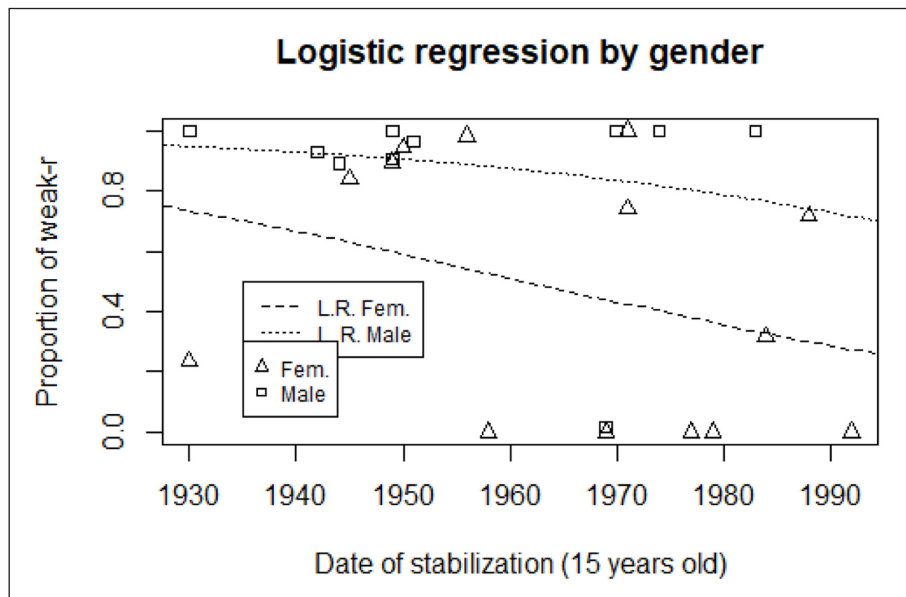 Logistic regression by gender
Proportion of weak-r
0.8
0.4
0.0
L.R. Fem.
L. R. Male
Fem.
Male
1930 1940 1950 1960 1970 1980 1990
Date of stabilization (15 years old)